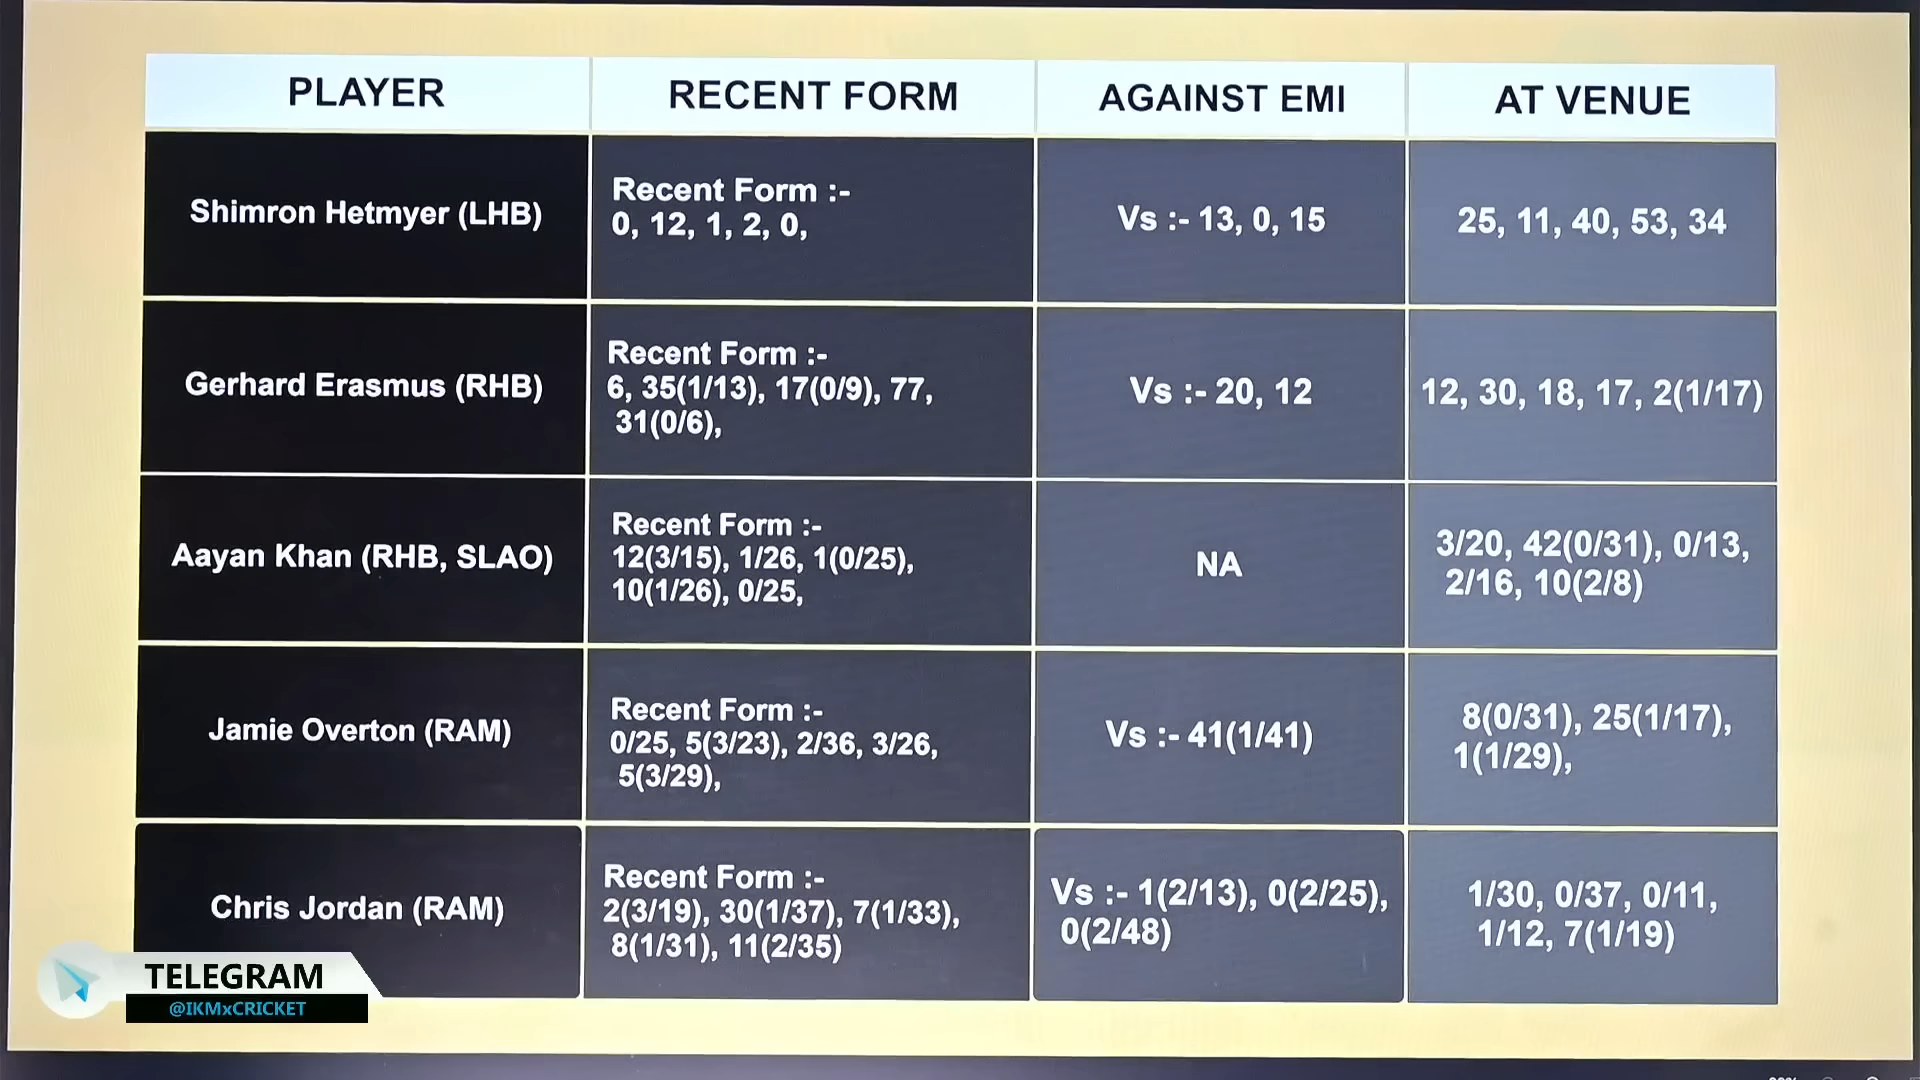 PLAYER
RECENT FORM
AGAINST EMI
AT VENUE
Shimron Hetmyer (LHB)
Recent Form :-
0, 12, 1, 2, 0,
Vs :- 13, 0, 15
25, 11, 40, 53, 34
Gerhard Erasmus (RHB)
Recent Form :-
6, 35(1/13), 17(0/9), 77,
31(0/6),
Vs :- 20, 12
12, 30, 18, 17, 2(1/17)
Aayan Khan (RHB, SLAO)
Recent Form :-
12(3/15), 1/26, 1(0/25),
10(1/26), 0/25,
NA
3/20, 42(0/31), 0/13,
2/16, 10(2/8)
Jamie Overton (RAM)
Recent Form :-
0/25, 5(3/23), 2/36, 3/26,
5(3/29),
Vs :- 41(1/41)
8(0/31), 25(1/17),
1(1/29),
Chris Jordan (RAM)
Recent Form :-
2(3/19), 30(1/37), 7(1/33),
8(1/31), 11(2/35)
Vs :- 1(2/13), 0(2/25),
0(2/48)
1/30, 0/37, 0/11,
1/12, 7(1/19)
TELEGRAM
@IKMxCRICKET